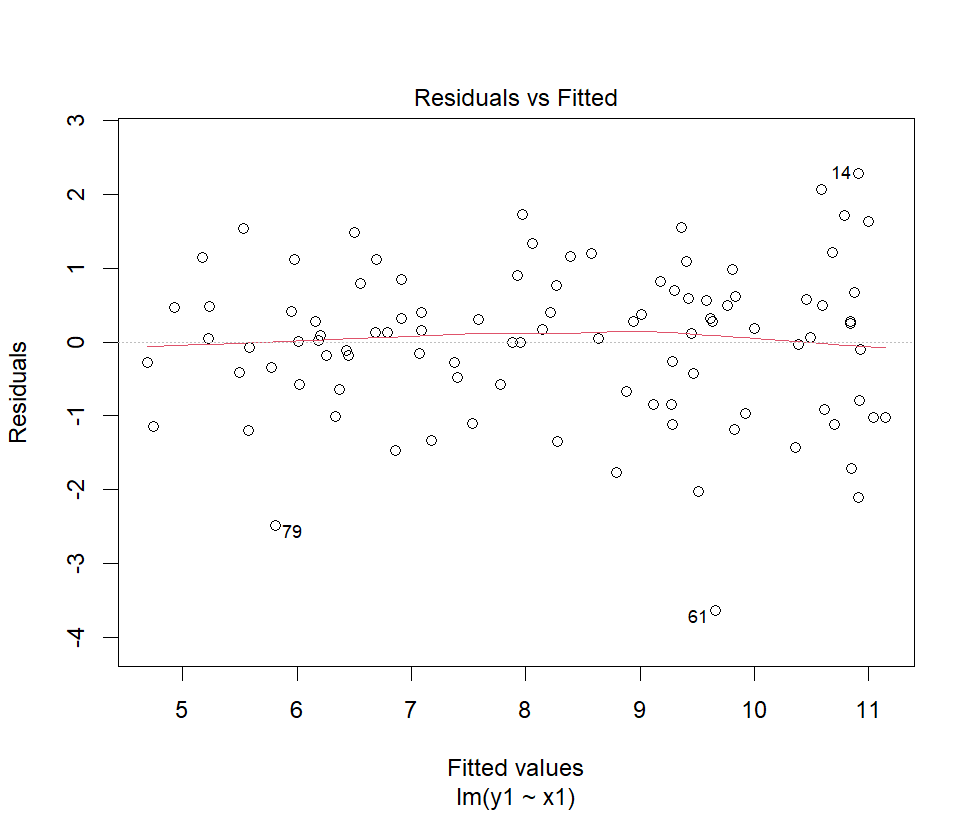 Residuals vs Fitted
Residuals
3
2
1
0
-1
-2
-3
-4
14
79
61
5 6 7 8 9 10 11
Fitted values
lm(y1 ~ x1)